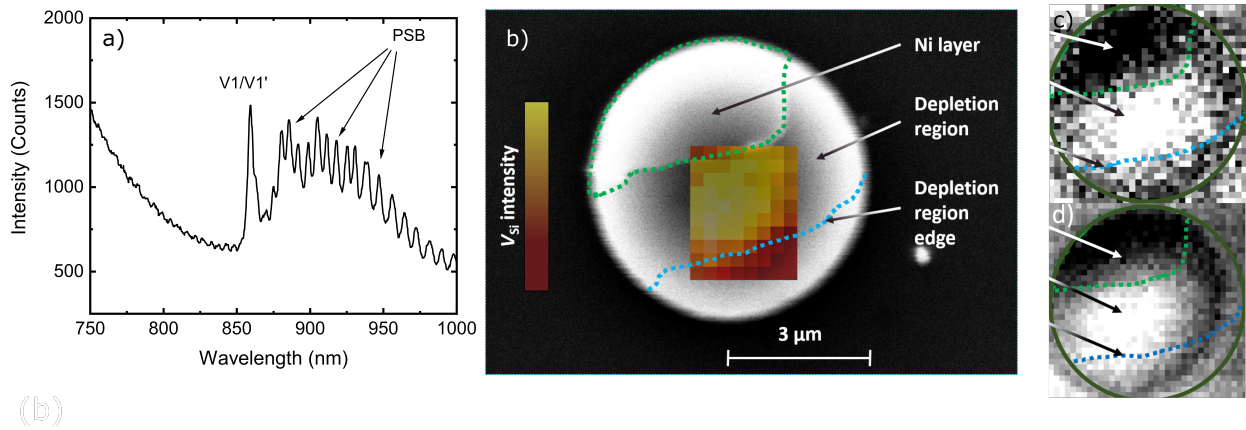 a)
2000
1500
1000
500
750
800
850
900
950
1000
Intensity (Counts)
Wavelength (nm)
V1/V1'
PSB
b)
VSi intensity
Ni layer
Depletion
region
Depletion
region
edge
3 µm
c)
d)
(b)